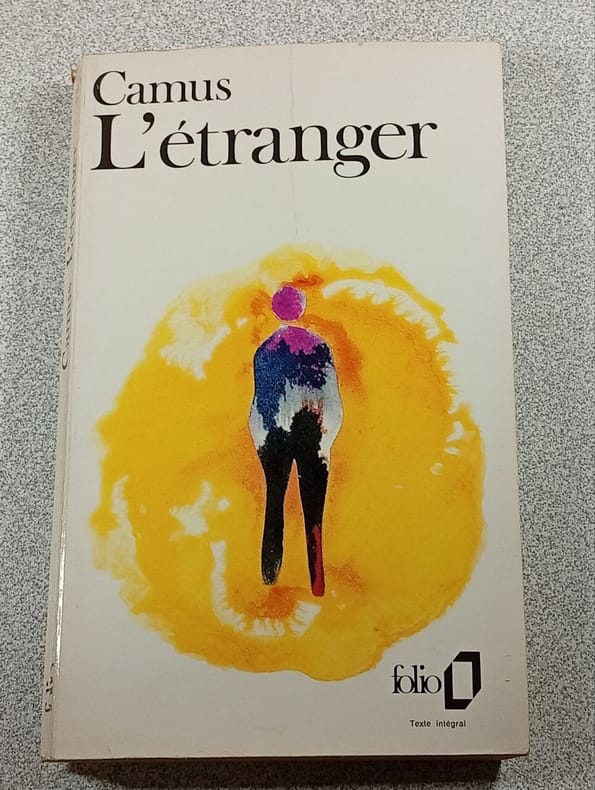 Camus
L'étranger
folio
Texte intégral